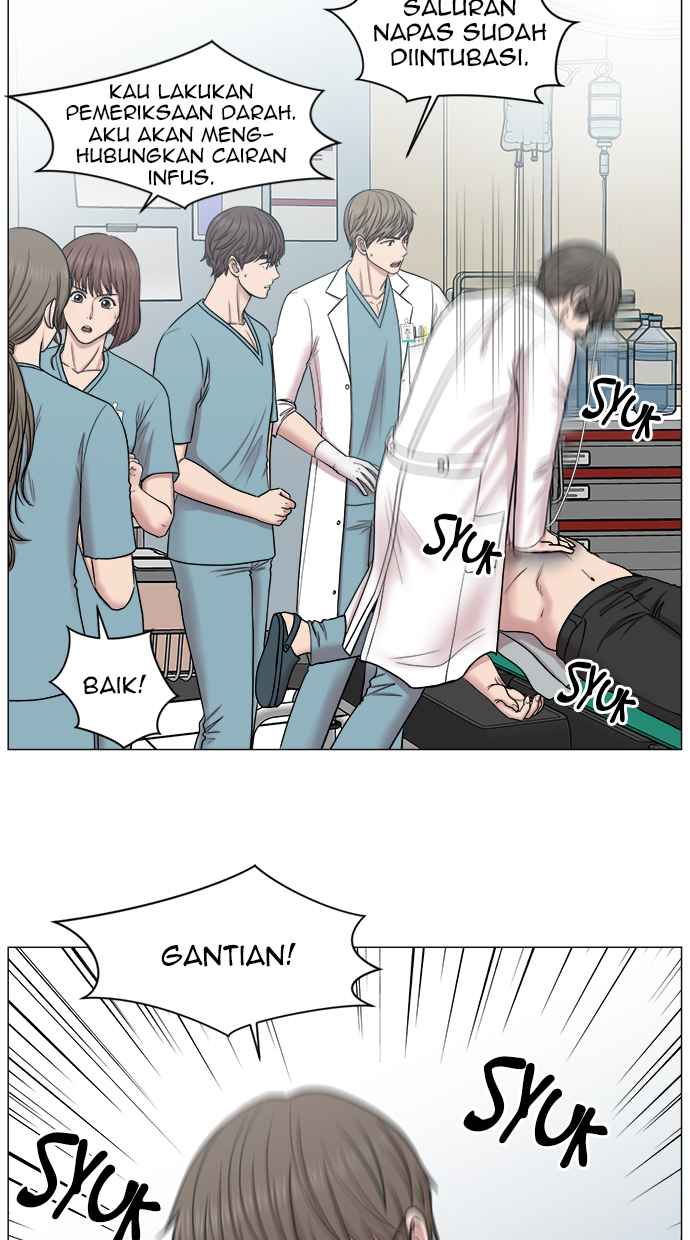 SALURAN
NAPAS SUDAH
DIINTUBASI.
KAU LAKUKAN
PEMERIKSAAN DARAH.
AKU AKAN MENG-
HUBUNGKAN CAIRAN
INFUS.
SYUK
SYUK
BAIK!
SYUK
GANTIAN!
SYUK
SYUK